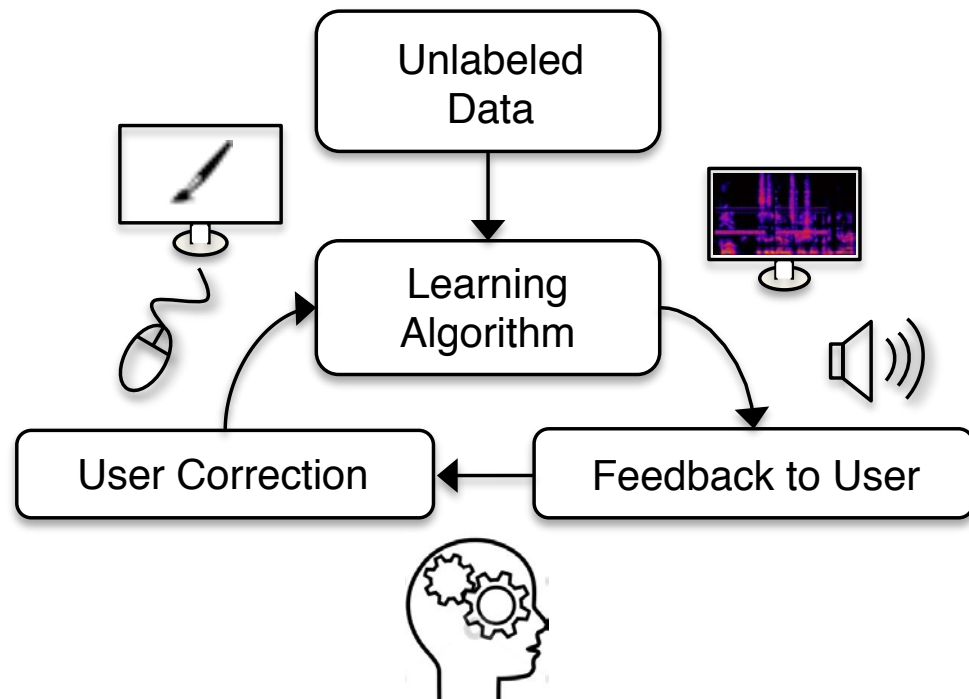 Unlabeled
Data
Learning
Algorithm
User Correction
Feedback to User